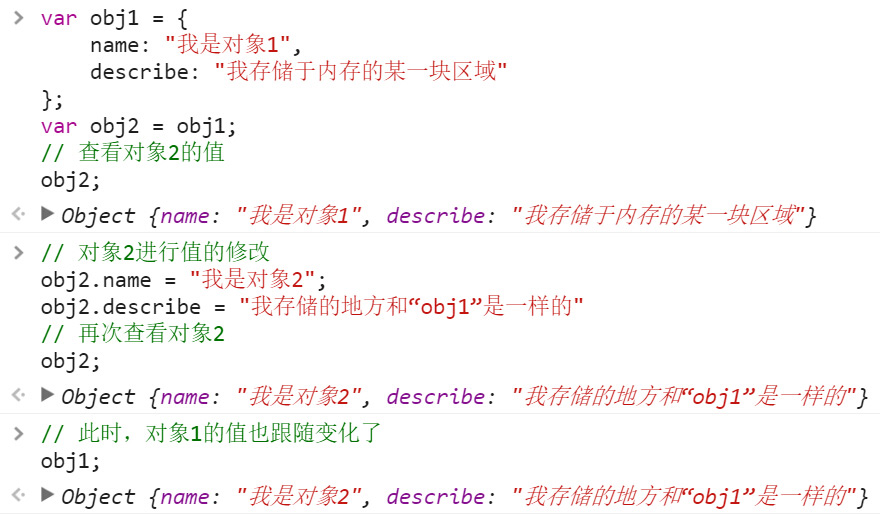 var obj1 = {
    name: "我是对象1",
    describe: "我存储于内存的某一块区域"
};
var obj2 = obj1;
// 查看对象2的值
obj2;
Object {name: "我是对象1", describe: "我存储于内存的某一块区域"}
// 对象2进行值的修改
obj2.name = "我是对象2";
obj2.describe = "我存储的地方和“obj1”是一样的"
// 再次查看对象2
obj2;
Object {name: "我是对象2", describe: "我存储的地方和“obj1”是一样的"}
// 此时，对象1的值也跟随变化了
obj1;
Object {name: "我是对象2", describe: "我存储的地方和“obj1”是一样的"}